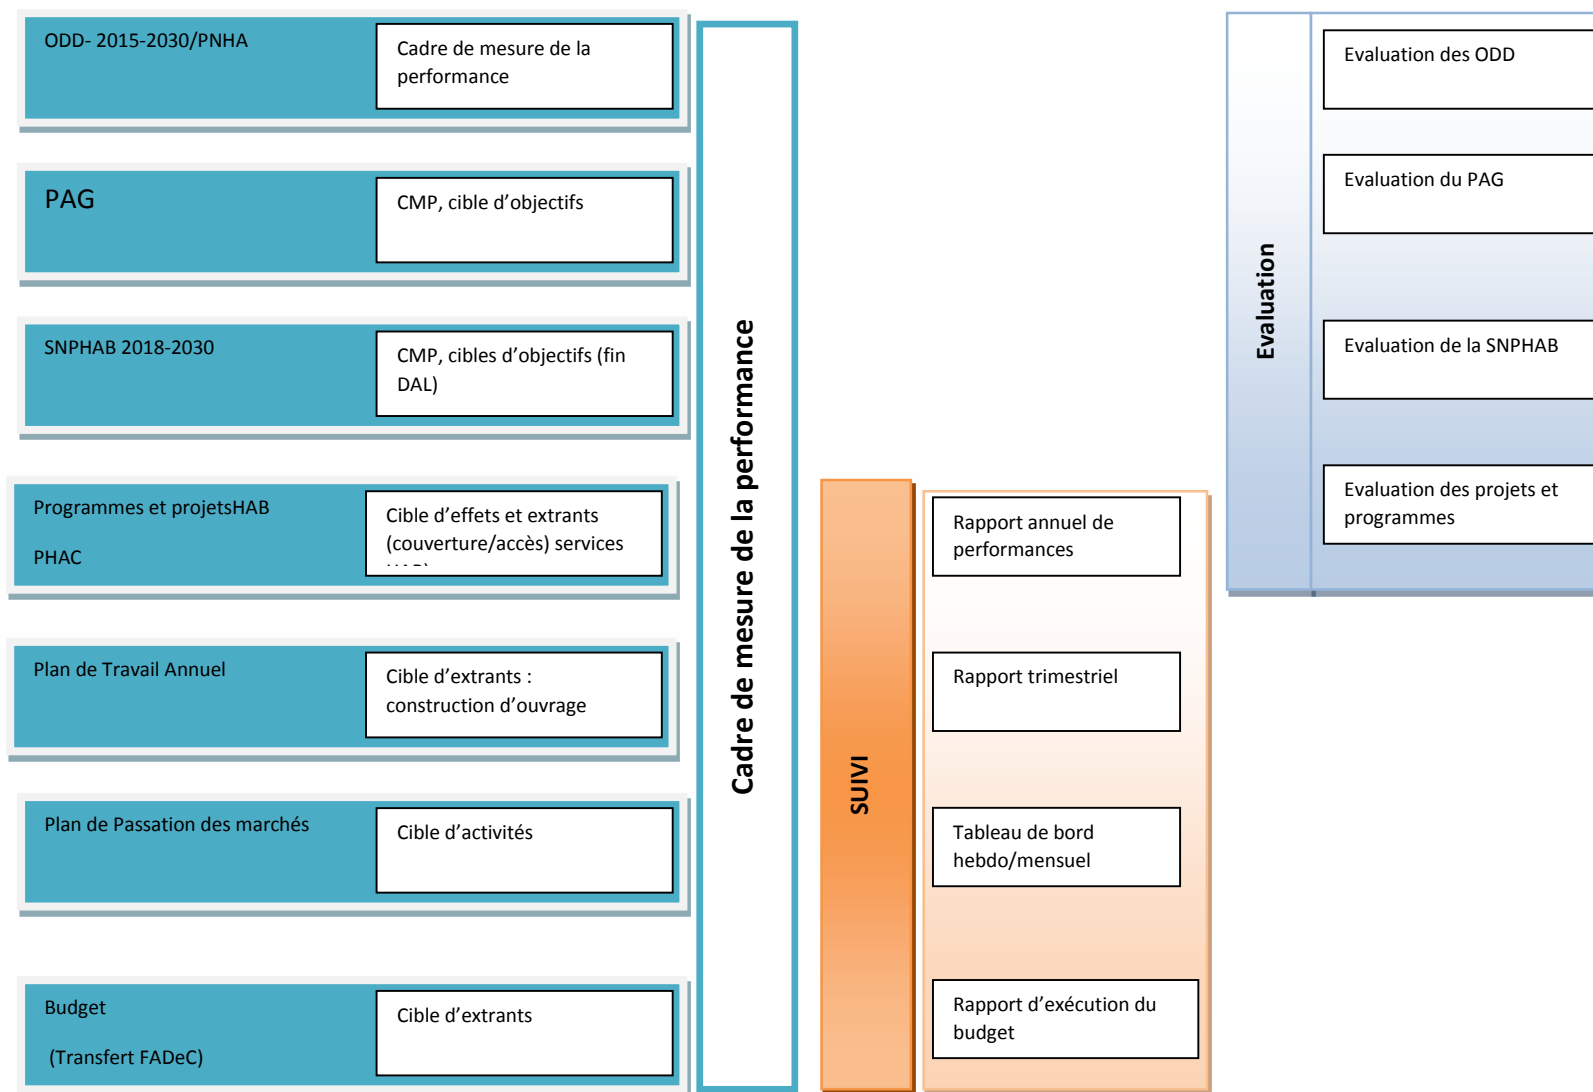 ODD- 2015-2030/PNHA
Cadre de mesure de la
performance
PAG
CMP, cible d’objectifs
SNPHAB 2018-2030
CMP, cibles d’objectifs (fin
DAL)
Programmes et projetsHAB
PHAC
Cible d’effets et extrants
(couverture/accès) services
Plan de Travail Annuel
Cible d’extrants :
construction d’ouvrage
Plan de Passation des marchés
Cible d’activités
Budget
(Transfert FADeC)
Cible d’extrants
Cadre de mesure de la performance
SUIVI
Rapport annuel de
performances
Rapport trimestriel
Tableau de bord
hebdo/mensuel
Rapport d’exécution du
budget
Evaluation
Evaluation des ODD
Evaluation du PAG
Evaluation de la SNPHAB
Evaluation des projets et
programmes